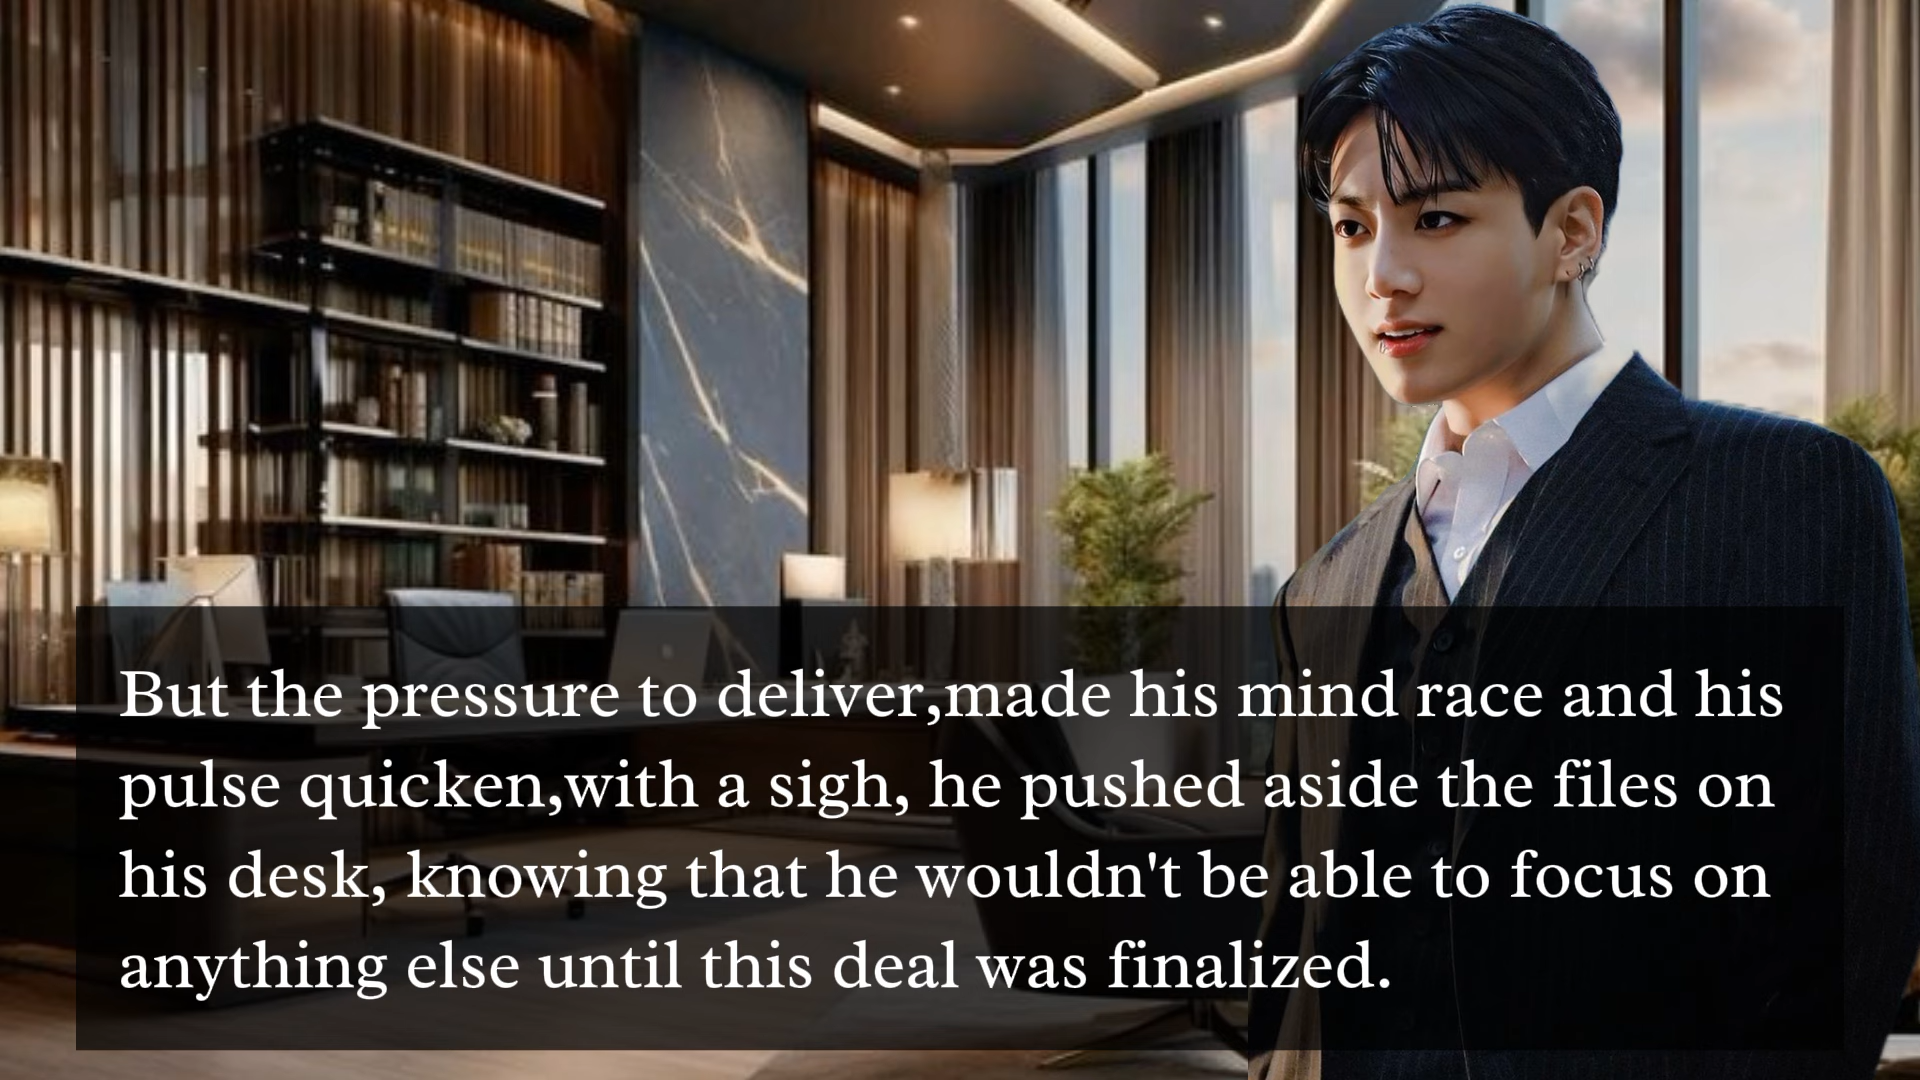 But the pressure to deliver,made his mind race and his
pulse quicken,with a sigh, he pushed aside the files on
his desk, knowing that he wouldn't be able to focus on
anything else until this deal was finalized.